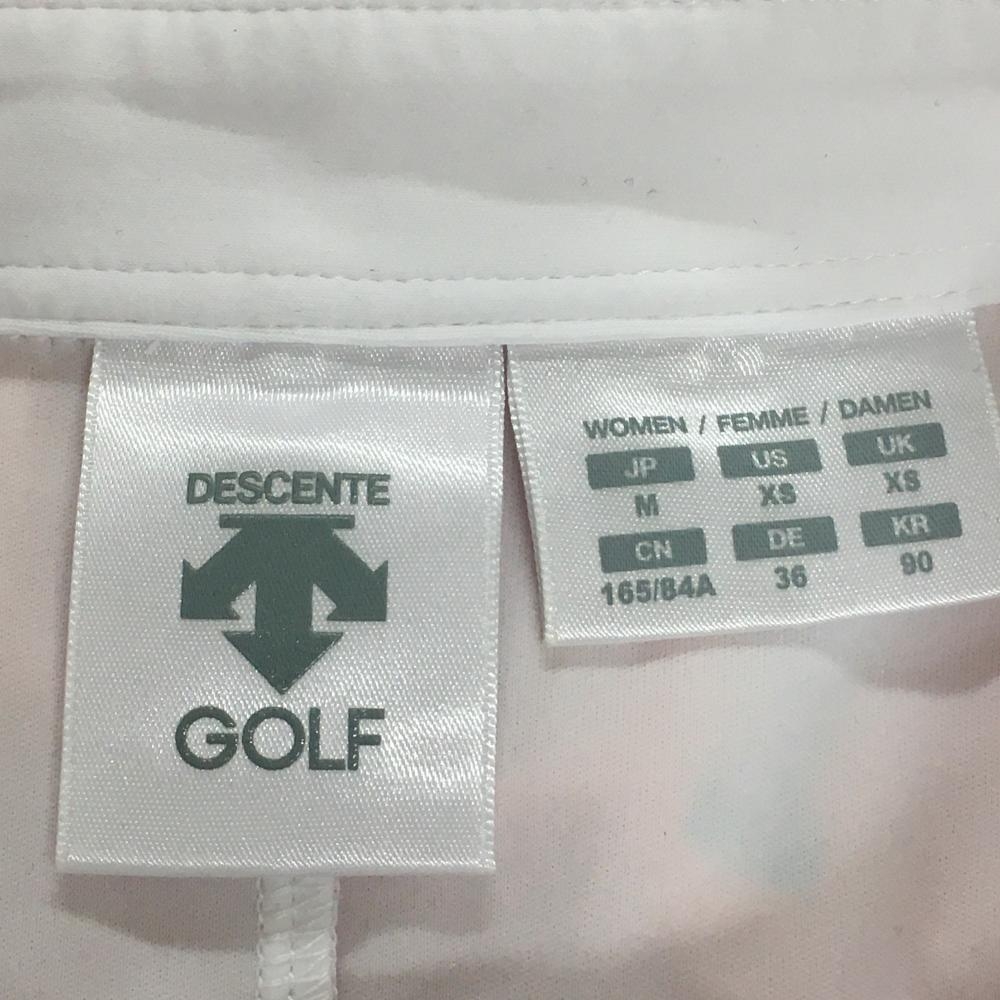 DESCENTE
GOLF
WOMEN / FEMME / DAMEN
JP US UK
M XS XS
CN DE KR
165/84A 36 90